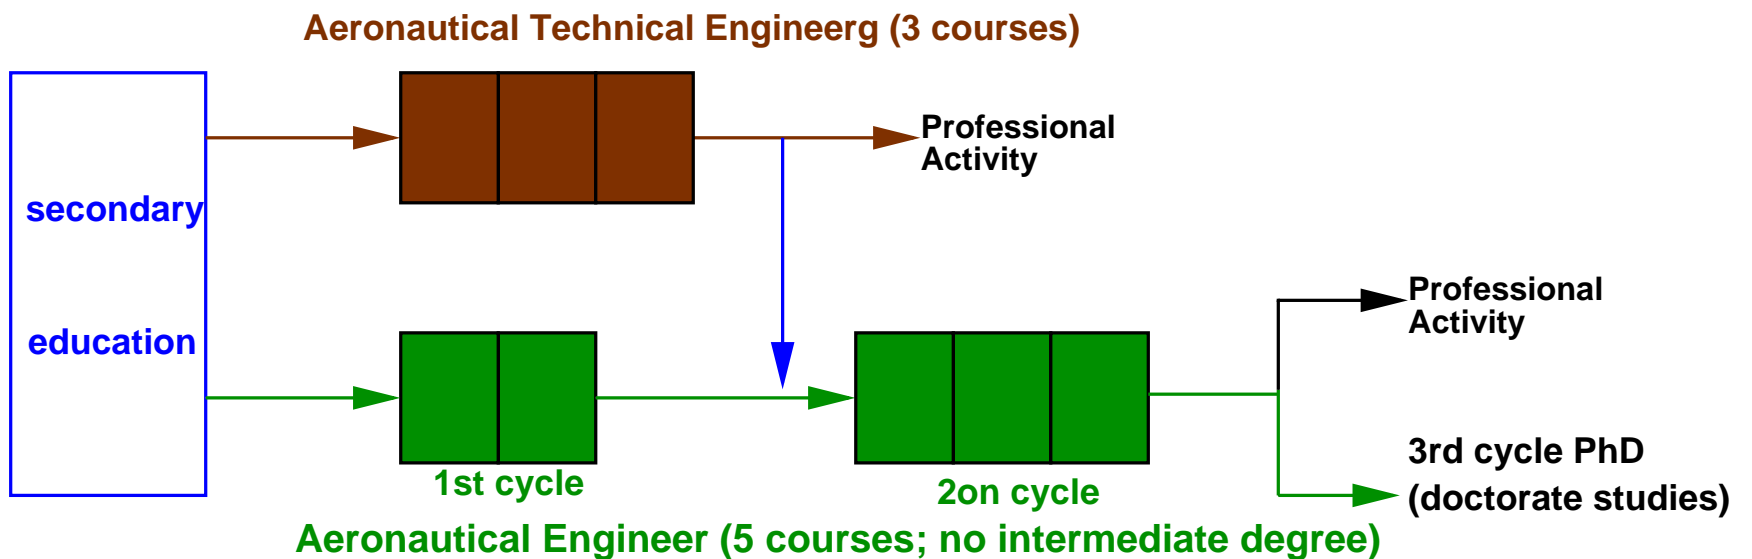 Aeronautical Technical Engineerg (3 courses)
Professional
Activity
secondary
education
Professional
Activity
1st cycle
2on cycle
3rd cycle PhD
(doctorate studies)
Aeronautical Engineer (5 courses; no intermediate degree)